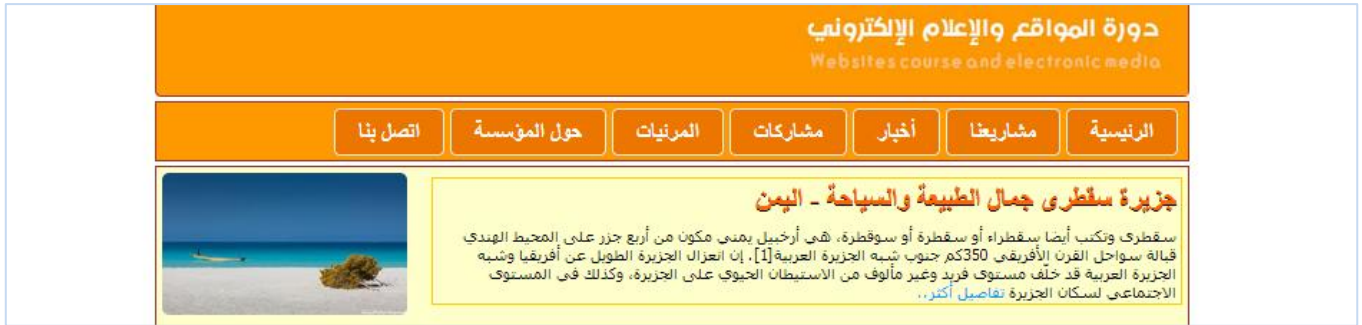 دورة المواقع والإعلام الإلكتروني
Websites course and electronic media
الرئيسية
مشاريعنا
أخبار
مشاركات
المرئيات
حول المؤسسة
اتصل بنا
جزيرة سقطرى جمال الطبيعة والسياحة - اليمن
سقطرى وتكتب أيضا سقطراء أو سقطرة أو سوقطرة، هي أرخبيل يمني مكون من أربع جزر على المحيط الهندي
قبالة سواحل القرن الأفريقي 350كم جنوب شبه الجزيرة العربية[1]. إن انعزال الجزيرة الطويل عن أفريقيا وشبه
الجزيرة العربية قد خلّف مستوى فريد وغير مألوف من الاستيطان الحيوي على الجزيرة، وكذلك في المستوى
الاجتماعي لسكان الجزيرة تفاصيل أكثر..